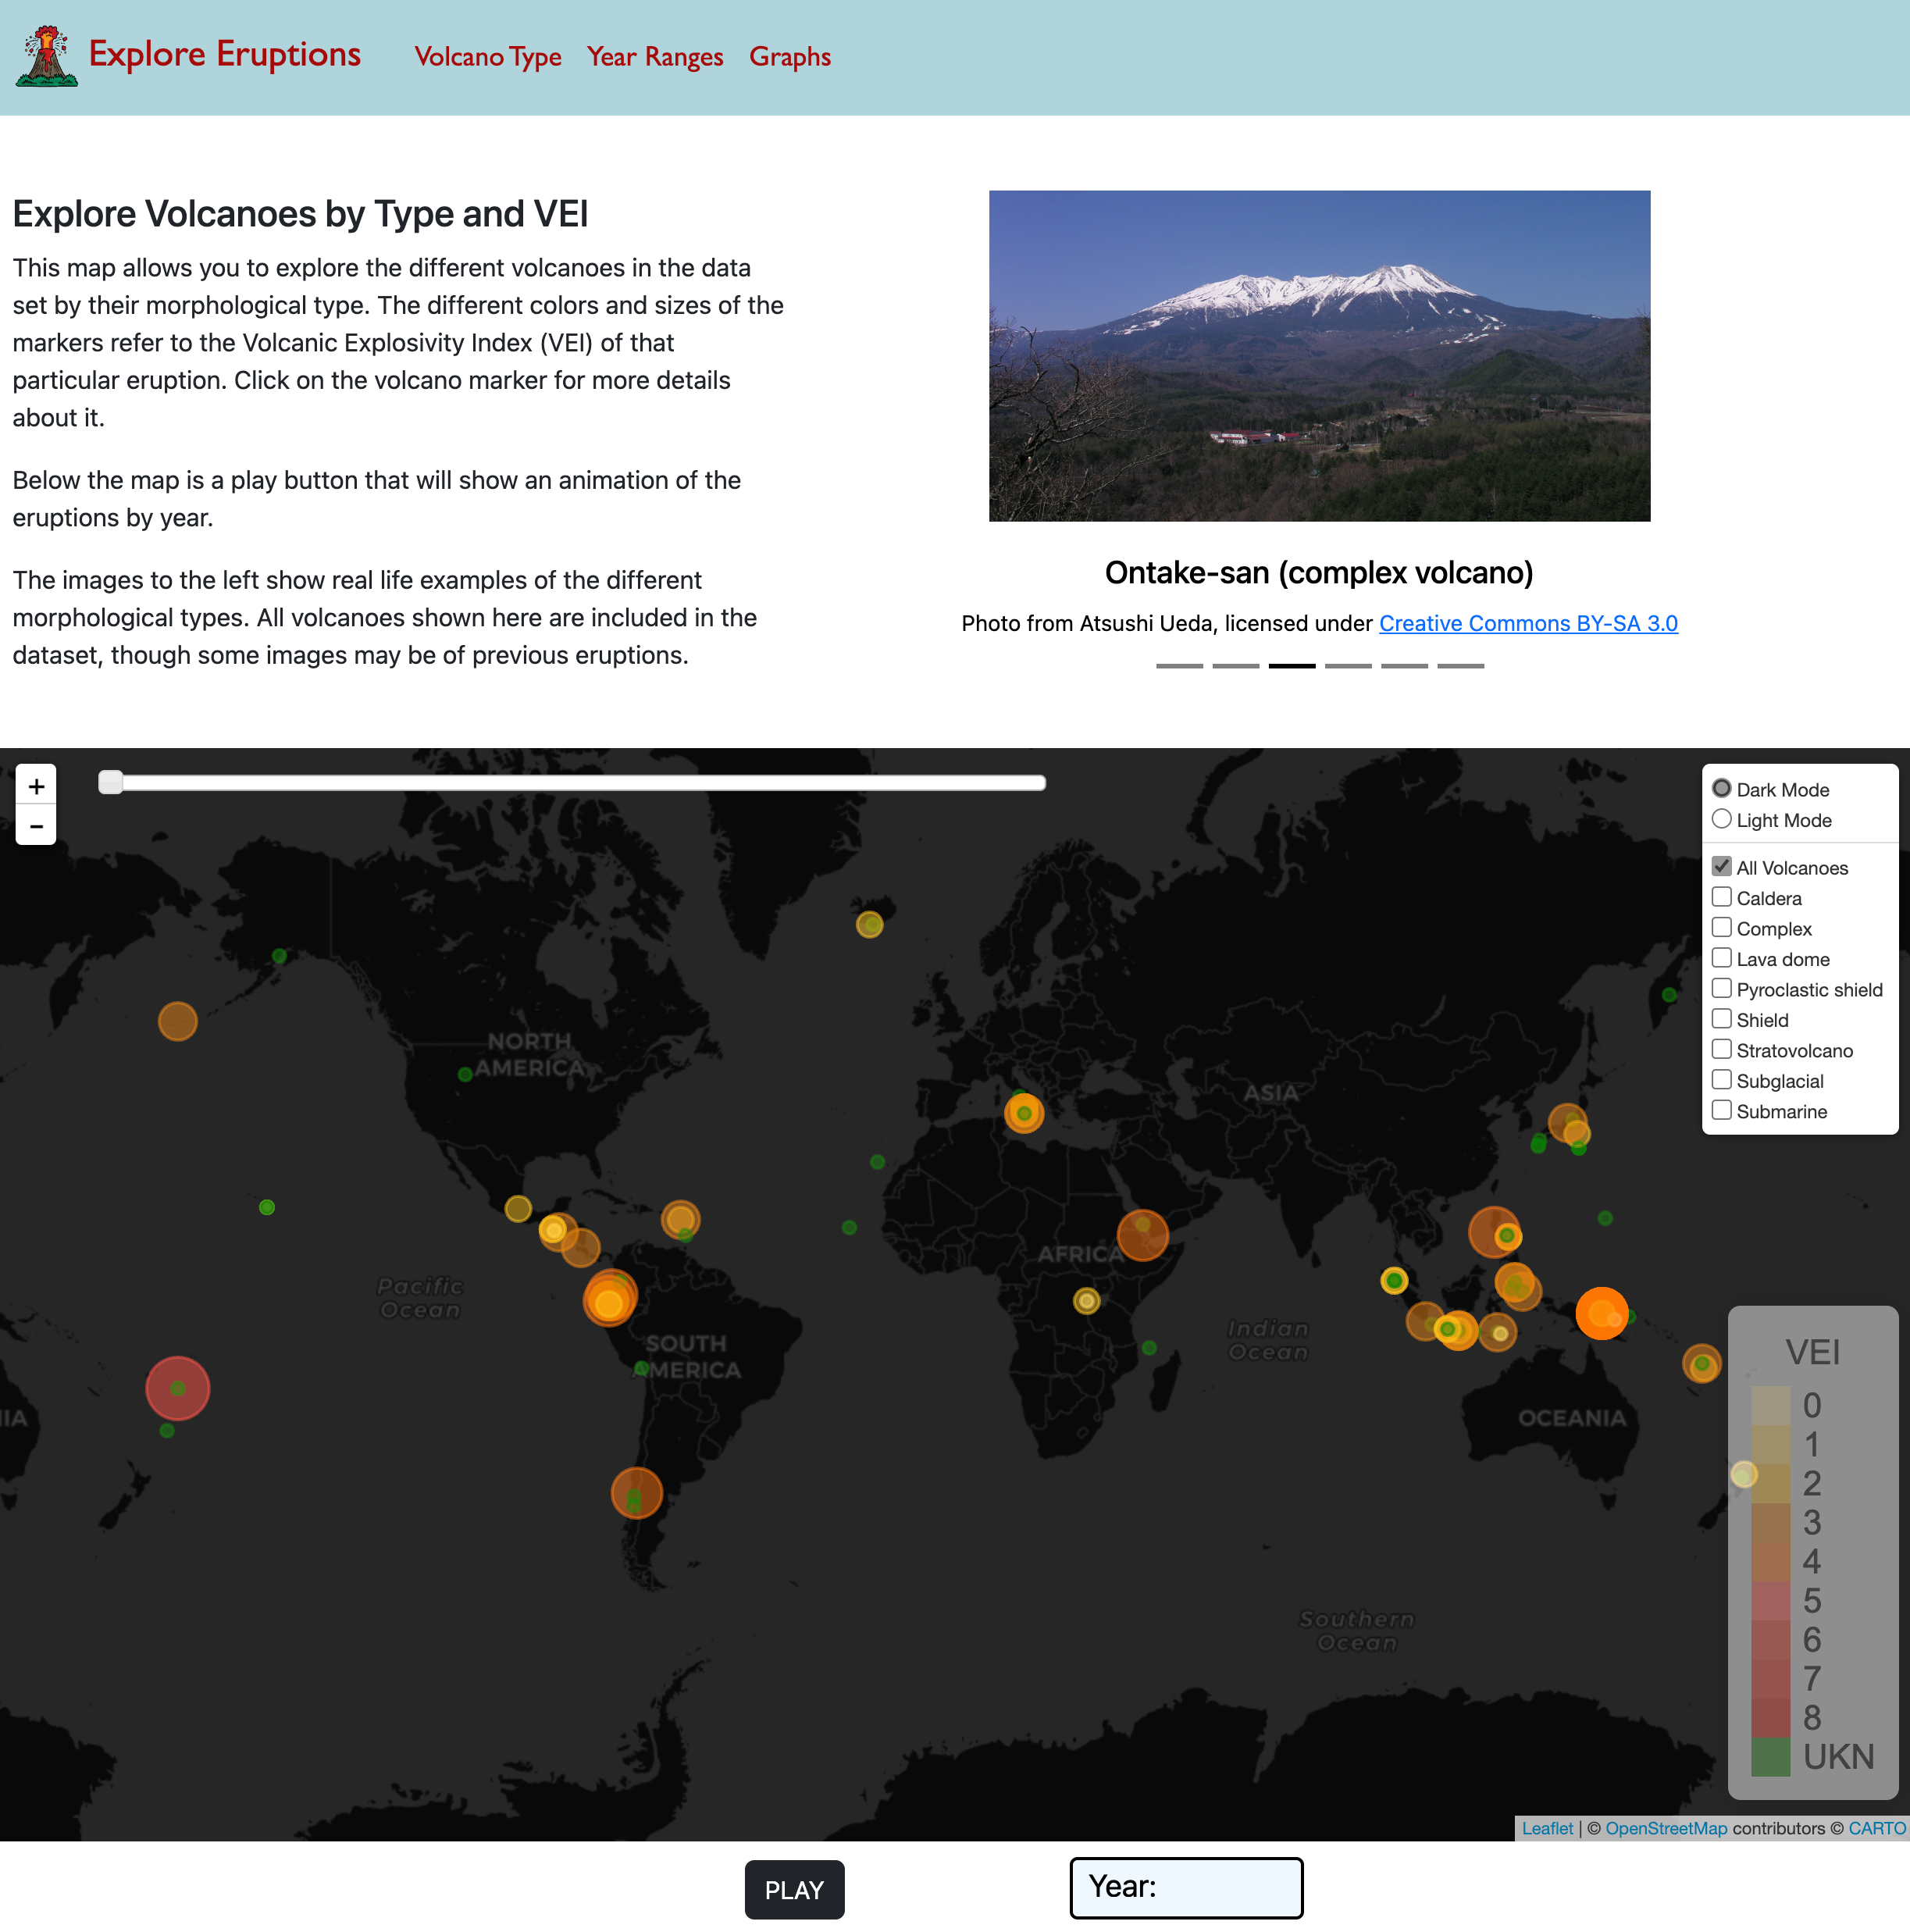 Explore Eruptions
Volcano Type
Year Ranges
Graphs
Explore Volcanoes by Type and VEI
This map allows you to explore the different volcanoes in the data
set by their morphological type. The different colors and sizes of the
markers refer to the Volcanic Explosivity Index (VEI) of that
particular eruption. Click on the volcano marker for more details
about it.
Below the map is a play button that will show an animation of the
eruptions by year.
The images to the left show real life examples of the different
morphological types. All volcanoes shown here are included in the
dataset, though some images may be of previous eruptions.
Ontake-san (complex volcano)
Photo from Atsushi Ueda, licensed under Creative Commons BY-SA 3.0
+
−
Dark Mode
Light Mode
All Volcanoes
Caldera
Complex
Lava dome
Pyroclastic shield
Shield
Stratovolcano
Subglacial
Submarine
NORTH
AMERICA
ASIA
AFRICA
Pacific
Ocean
SOUTH
AMERICA
Indian
Ocean
IA
OCEANIA
Southern
Ocean
VEI
0
1
2
3
4
5
6
7
8
UKN
Leaflet | © OpenStreetMap contributors © CARTO
PLAY
Year: